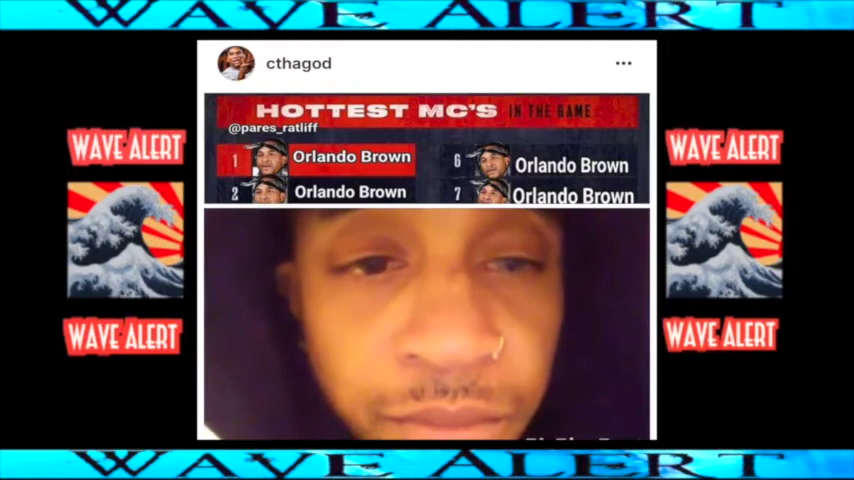 WAVE ALERT
cthagod
HOTTEST MC'S IN THE GAME
@pares_ratliff
1 Orlando Brown
6 Orlando Brown
2 Orlando Brown
7 Orlando Brown
WAVE ALERT
WAVE ALERT
WAVE ALERT
WAVE ALERT
WAVE ALERT